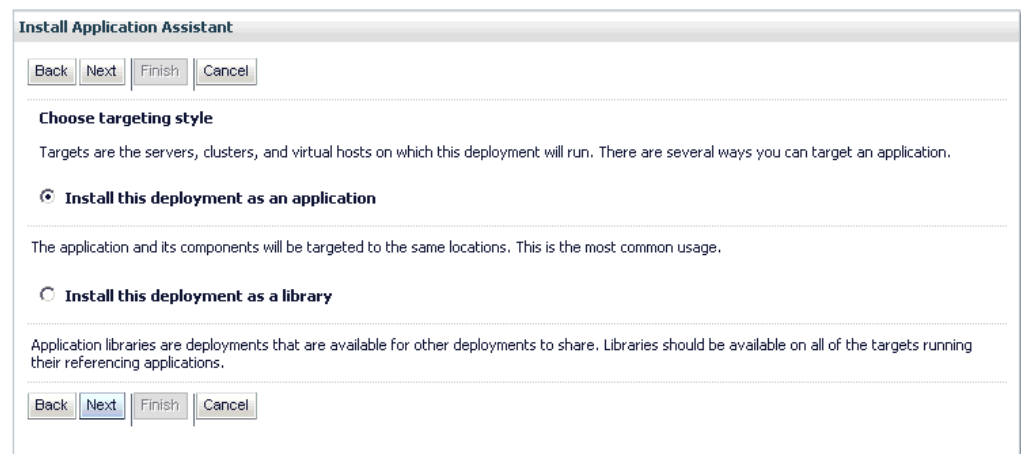 Install Application Assistant
Back Next Finish Cancel
Choose targeting style
Targets are the servers, clusters, and virtual hosts on which this deployment will run. There are several ways you can target an application.
Install this deployment as an application
The application and its components will be targeted to the same locations. This is the most common usage.
Install this deployment as a library
Application libraries are deployments that are available for other deployments to share. Libraries should be available on all of the targets running
their referencing applications.
Back Next Finish Cancel